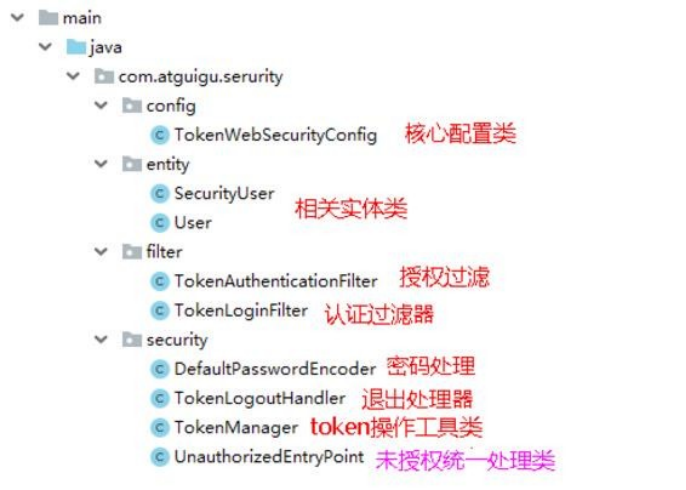 main
java
com.atguigu.serurity
config
TokenWebSecurityConfig 核心配置类
entity
SecurityUser
相关实体类
User
filter
TokenAuthenticationFilter 授权过滤
TokenLoginFilter 认证过滤器
security
DefaultPasswordEncoder 密码处理
TokenLogoutHandler 退出处理器
TokenManager token操作工具类
UnauthorizedEntryPoint 未授权统一处理类